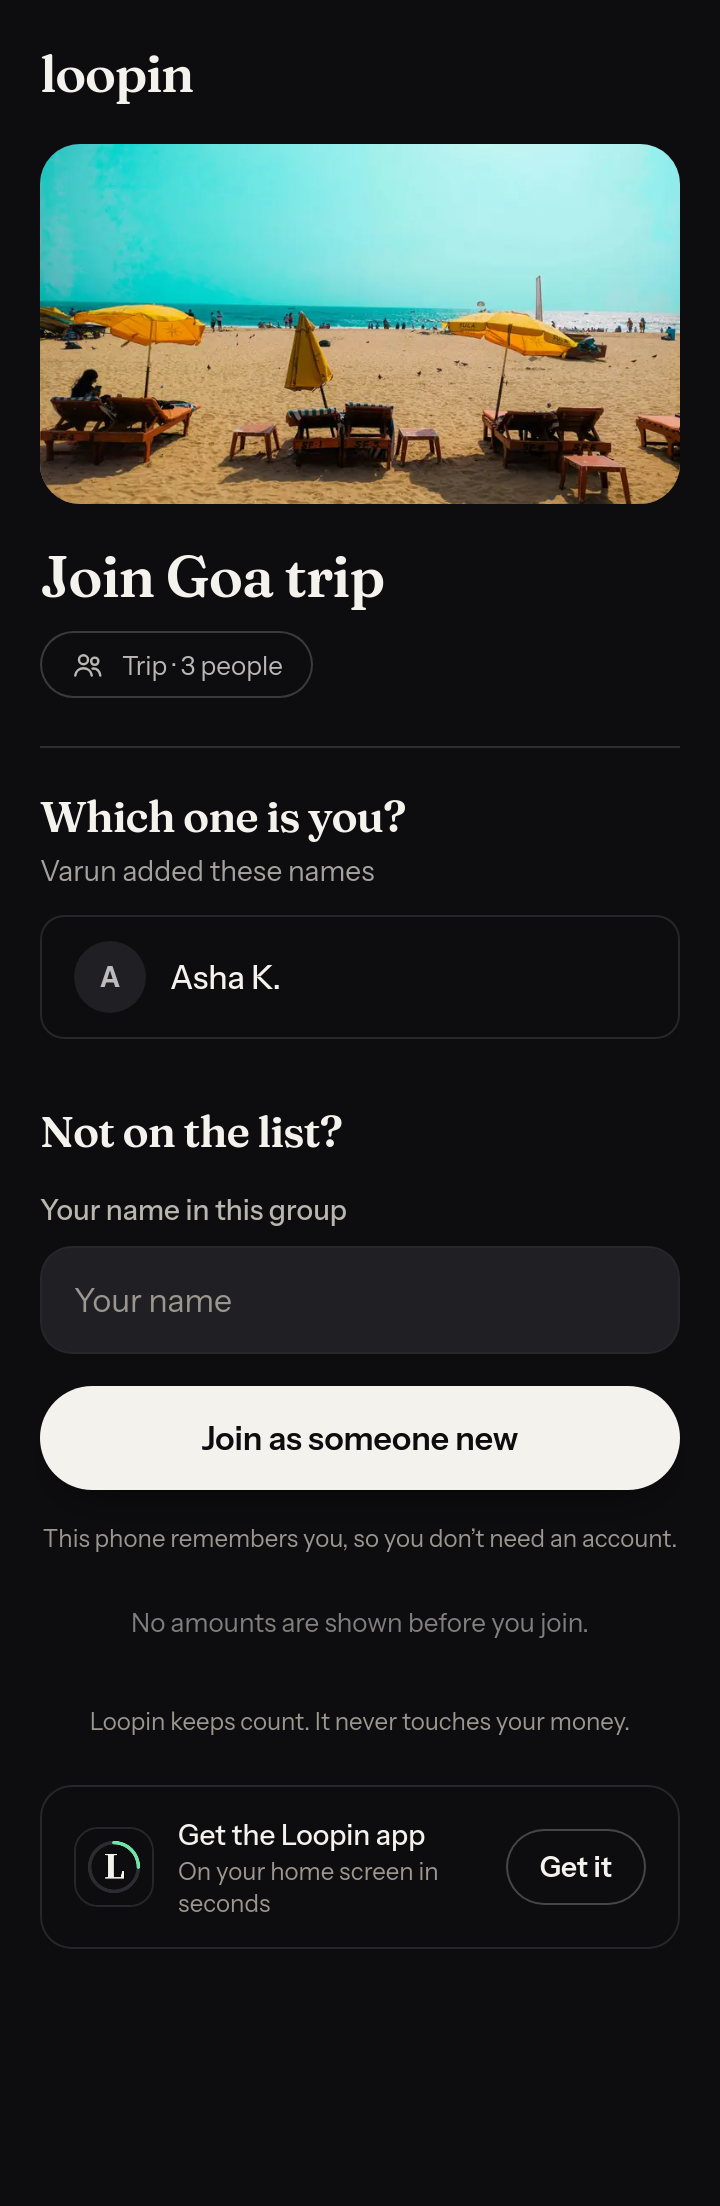 loopin
Join Goa trip
Trip · 3 people
Which one is you?
Varun added these names
A
Asha K.
Not on the list?
Your name in this group
Your name
Join as someone new
This phone remembers you, so you don’t need an account.
No amounts are shown before you join.
Loopin keeps count. It never touches your money.
L
Get the Loopin app
On your home screen in
seconds
Get it